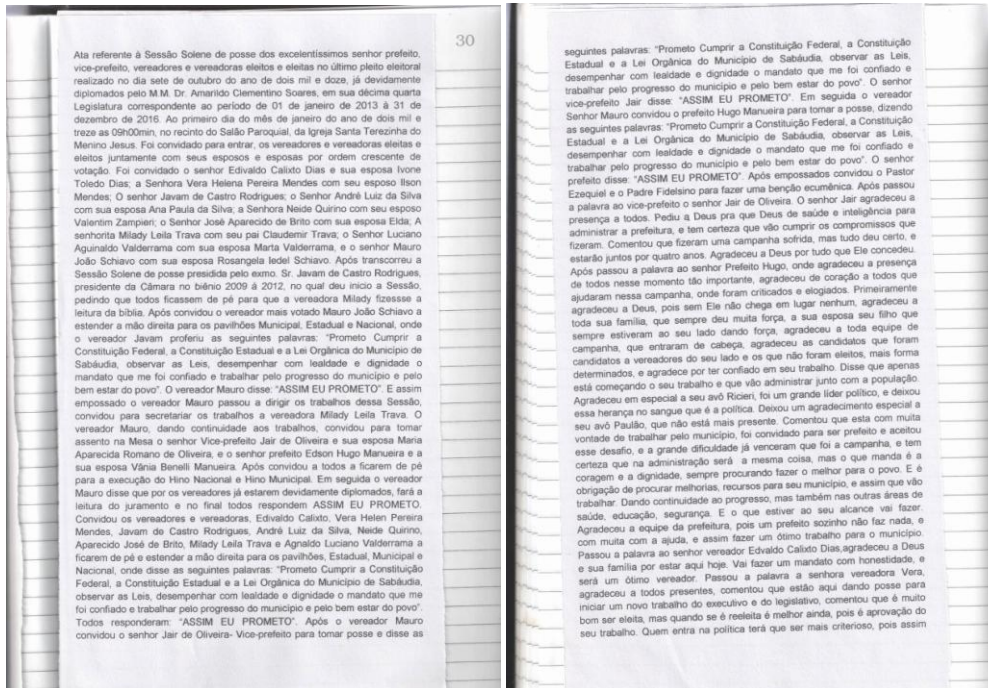 30
Ata referente à Sessão Solene de posse dos excelentíssimos senhor prefeito,
vice-prefeito, vereadores e vereadoras eleitos e eleitas no último pleito eleitoral
realizado no dia sete de outubro do ano de dois mil e doze, já devidamente
diplomados pelo M.M. Dr. Amarildo Clementino Soares, em sua décima quarta
Legislatura correspondente ao período de 01 de janeiro de 2013 à 31 de
dezembro de 2016. Ao primeiro dia do mês de janeiro do ano de dois mil e
treze as 09h00min, no recinto do Salão Paroquial, da Igreja Santa Terezinha do
Menino Jesus. Foi convidado para entrar, os vereadores e vereadoras eleitas e
eleitos juntamente com seus esposos e esposas por ordem crescente de
votação. Foi convidado o senhor Edivaldo Calixto Dias e sua esposa Ivone
Toledo Dias; a Senhora Vera Helena Pereira Mendes com seu esposo Ilson
Mendes; O senhor Javam de Castro Rodrigues; o Senhor André Luiz da Silva
com sua esposa Ana Paula da Silva; a Senhora Neide Quirino com seu esposo
Valentim Zampieri; o Senhor José Aparecido de Brito com sua esposa Elda; A
senhorita Milady Leila Trava com seu pai Claudemir Trava; o Senhor Luciano
Aguinaldo Valderrama com sua esposa Marta Valderrama, e o senhor Mauro
João Schiavo com sua esposa Rosangela Iedel Schiavo. Após transcorreu a
Sessão Solene de posse presidida pelo exmo. Sr. Javam de Castro Rodrigues,
presidente da Câmara no biênio 2009 à 2012, no qual deu inicio a Sessão,
pedindo que todos ficassem de pé para que a vereadora Milady fizesse a
leitura da bíblia. Após convidou o vereador mais votado Mauro João Schiavo a
estender a mão direita para os pavilhões Municipal, Estadual e Nacional, onde
o vereador Javam proferiu as seguintes palavras: “Prometo Cumprir a
Constituição Federal, a Constituição Estadual e a Lei Orgânica do Município de
Sabáudia, observar as Leis, desempenhar com lealdade e dignidade o
mandato que me foi confiado e trabalhar pelo progresso do município e pelo
bem estar do povo”. O vereador Mauro disse: “ASSIM EU PROMETO”. E assim
empossado o vereador Mauro passou a dirigir os trabalhos dessa Sessão,
convidou para secretariar os trabalhos a vereadora Milady Leila Trava. O
vereador Mauro, dando continuidade aos trabalhos, convidou para tomar
assento na Mesa o senhor Vice-prefeito Jair de Oliveira e sua esposa Maria
Aparecida Romano de Oliveira, e o senhor prefeito Edson Hugo Manueira e a
sua esposa Vânia Benelli Manueira. Após convidou a todos a ficarem de pé
para a execução do Hino Nacional e Hino Municipal. Em seguida o vereador
Mauro disse que por os vereadores já estarem devidamente diplomados, fará a
leitura do juramento e no final todos respondem ASSIM EU PROMETO.
Convidou os vereadores e vereadoras, Edivaldo Calixto, Vera Helen Pereira
Mendes, Javam de Castro Rodrigues, André Luiz da Silva, Neide Quirino,
Aparecido José de Brito, Milady Leila Trava e Agnaldo Luciano Valderrama a
ficarem de pé e estender a mão direita para os pavilhões, Estadual, Municipal e
Nacional, onde disse as seguintes palavras: “Prometo Cumprir a Constituição
Federal, a Constituição Estadual e a Lei Orgânica do Município de Sabáudia,
observar as Leis, desempenhar com lealdade e dignidade o mandato que me
foi confiado e trabalhar pelo progresso do município e pelo bem estar do povo”.
Todos responderam: “ASSIM EU PROMETO”. Após o vereador Mauro
convidou o senhor Jair de Oliveira- Vice-prefeito para tomar posse e disse as
seguintes palavras: “Prometo Cumprir a Constituição Federal, a Constituição
Estadual e a Lei Orgânica do Município de Sabáudia, observar as Leis,
desempenhar com lealdade e dignidade o mandato que me foi confiado e
trabalhar pelo progresso do município e pelo bem estar do povo”. O senhor
vice-prefeito Jair disse: “ASSIM EU PROMETO”. Em seguida o vereador
Senhor Mauro convidou o prefeito Hugo Manueira para tomar a posse, dizendo
as seguintes palavras: “Prometo Cumprir a Constituição Federal, a Constituição
Estadual e a Lei Orgânica do Município de Sabáudia, observar as Leis,
desempenhar com lealdade e dignidade o mandato que me foi confiado e
trabalhar pelo progresso do município e pelo bem estar do povo”. O senhor
prefeito disse: “ASSIM EU PROMETO”. Após empossados convidou o Pastor
Ezequiel e o Padre Fidelsino para fazer uma benção ecumênica. Após passou
a palavra ao vice-prefeito o senhor Jair de Oliveira. O senhor Jair agradeceu a
presença a todos. Pediu a Deus pra que Deus de saúde e inteligência para
administrar a prefeitura, e tem certeza que vão cumprir os compromissos que
fizeram. Comentou que fizeram uma campanha sofrida, mas tudo deu certo, e
estarão juntos por quatro anos. Agradeceu a Deus por tudo que Ele concedeu.
Após passou a palavra ao senhor Prefeito Hugo, onde agradeceu a presença
de todos nesse momento tão importante, agradeceu de coração a todos que
ajudaram nessa campanha, onde foram criticados e elogiados. Primeiramente
agradeceu a Deus, pois sem Ele não chega em lugar nenhum, agradeceu a
toda sua família, que sempre deu muita força, a sua esposa seu filho que
sempre estiveram ao seu lado dando força, agradeceu a toda equipe de
campanha, que entraram de cabeça, agradeceu as candidatos que foram
candidatos a vereadores do seu lado e os que não foram eleitos, mais forma
determinados, e agradece por ter confiado em seu trabalho. Disse que apenas
está começando o seu trabalho e que vão administrar junto com a população.
Agradeceu em especial a seu avô Ricieri, foi um grande líder político, e deixou
essa herança no sangue que é a política. Deixou um agradecimento especial a
seu avô Paulão, que não está mais presente. Comentou que esta com muita
vontade de trabalhar pelo município, foi convidado para ser prefeito e aceitou
esse desafio, e a grande dificuldade já venceram que foi a campanha, e tem
certeza que na administração será a mesma coisa, mas o que manda é a
coragem e a dignidade, sempre procurando fazer o melhor para o povo. E é
obrigação de procurar melhorias, recursos para seu município, e assim que vão
trabalhar. Dando continuidade ao progresso, mas também nas outras áreas de
saúde, educação, segurança. E o que estiver ao seu alcance vai fazer.
Agradeceu a equipe da prefeitura, pois um prefeito sozinho não faz nada, e
com muita com a ajuda, e assim fazer um ótimo trabalho para o município.
Passou a palavra ao senhor vereador Edvaldo Calixto Dias,agradeceu a Deus
e sua família por estar aqui hoje. Vai fazer um mandato com honestidade, e
será um ótimo vereador. Passou a palavra a senhora vereadora Vera,
agradeceu a todos presentes, comentou que estão aqui dando posse para
iniciar um novo trabalho do executivo e do legislativo, comentou que é muito
bom ser eleita, mas quando se é reeleita é melhor ainda, pois é aprovação do
seu trabalho. Quem entra na política terá que ser mais criterioso, pois assim